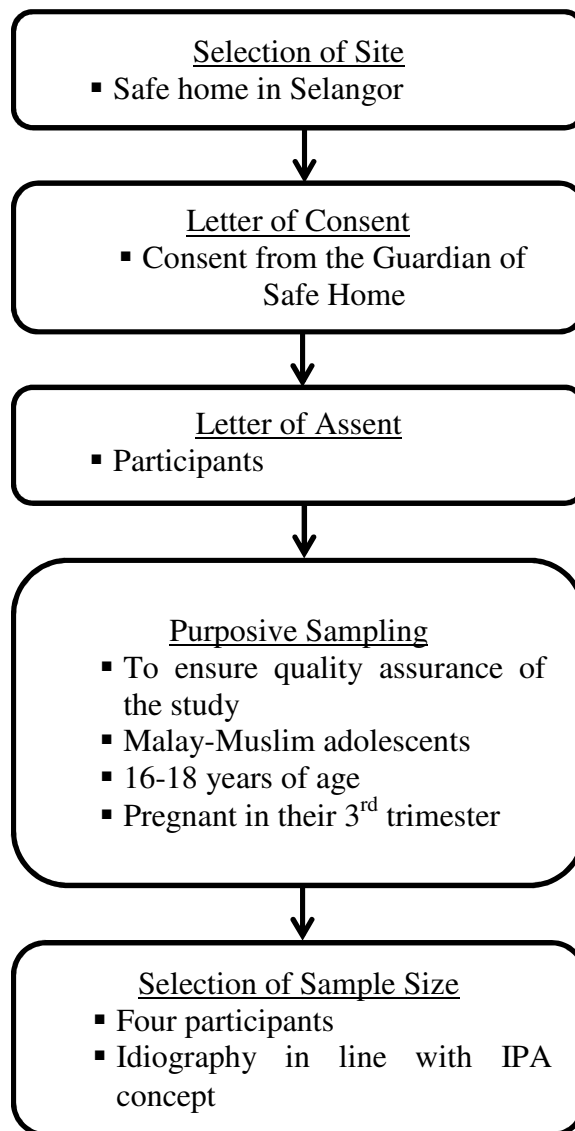 Selection of Site
▪ Safe home in Selangor
Letter of Consent
▪ Consent from the Guardian of
Safe Home
Letter of Assent
▪ Participants
Purposive Sampling
▪ To ensure quality assurance of
the study
▪ Malay-Muslim adolescents
▪ 16-18 years of age
▪ Pregnant in their 3rd trimester
Selection of Sample Size
▪ Four participants
▪ Idiography in line with IPA
concept